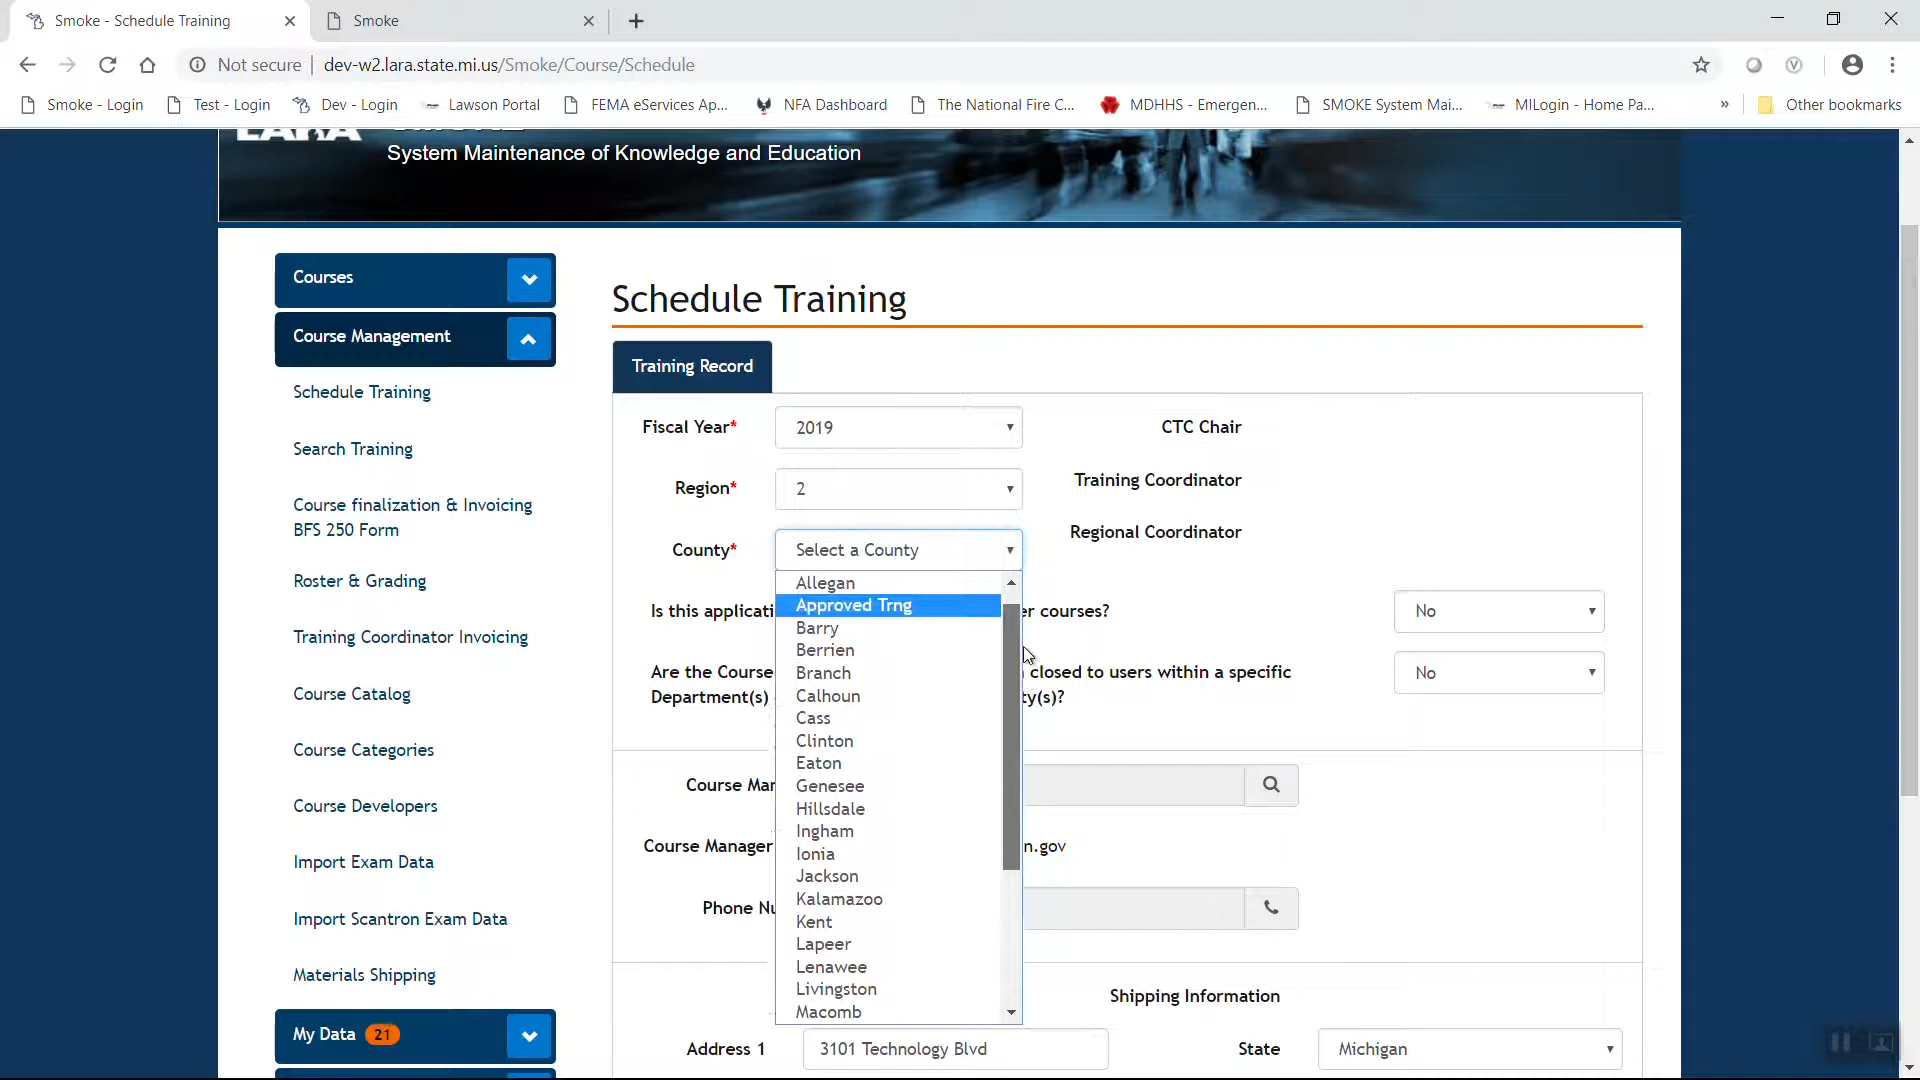 Smoke - Schedule Training
Smoke
Not secure
dev-w2.lara.state.mi.us/Smoke/Course/Schedule
Smoke - Login
Test - Login
Dev - Login
Lawson Portal
FEMA eServices Ap...
NFA Dashboard
The National Fire C...
MDHHS - Emergen...
SMOKE System Mai...
MILogin - Home Pa...
»
Other bookmarks
LARA
System Maintenance of Knowledge and Education
Courses
Course Management
Schedule Training
Search Training
Course finalization & Invoicing
BFS 250 Form
Roster & Grading
Training Coordinator Invoicing
Course Catalog
Course Categories
Course Developers
Import Exam Data
Import Scantron Exam Data
Materials Shipping
My Data 21
Schedule Training
Training Record
Fiscal Year* 2019
CTC Chair
Region* 2
Training Coordinator
County* Select a County
Regional Coordinator
Allegan
Approved Trng
Barry
Berrien
Branch
Calhoun
Cass
Clinton
Eaton
Genesee
Hillsdale
Ingham
Ionia
Jackson
Kalamazoo
Kent
Lapeer
Lenawee
Livingston
Macomb
Is this applicati er courses? No
Are the Course closed to users within a specific No
Department(s) ty(s)?
Course Mar
Course Manager n.gov
Phone Nu
Shipping Information
Address 1 3101 Technology Blvd
State Michigan